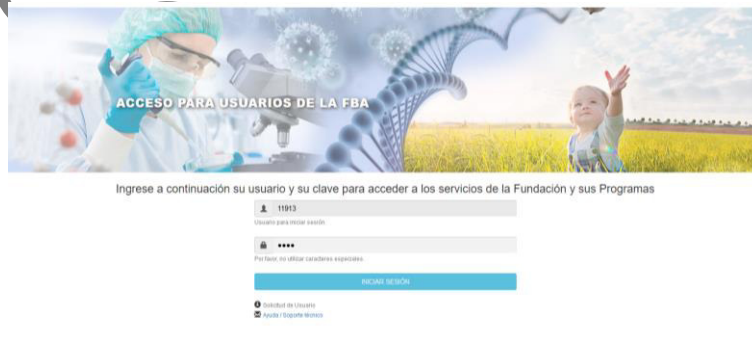 ACCESO PARA USUARIOS DE LA FBA
Ingrese a continuación su usuario y su clave para acceder a los servicios de la Fundación y sus Programas
11913
Usuario para iniciar sesión
••••
Por favor, no utilizar caracteres especiales.
INICIAR SESIÓN
Solicitud de Usuario
Ayuda / Soporte técnico